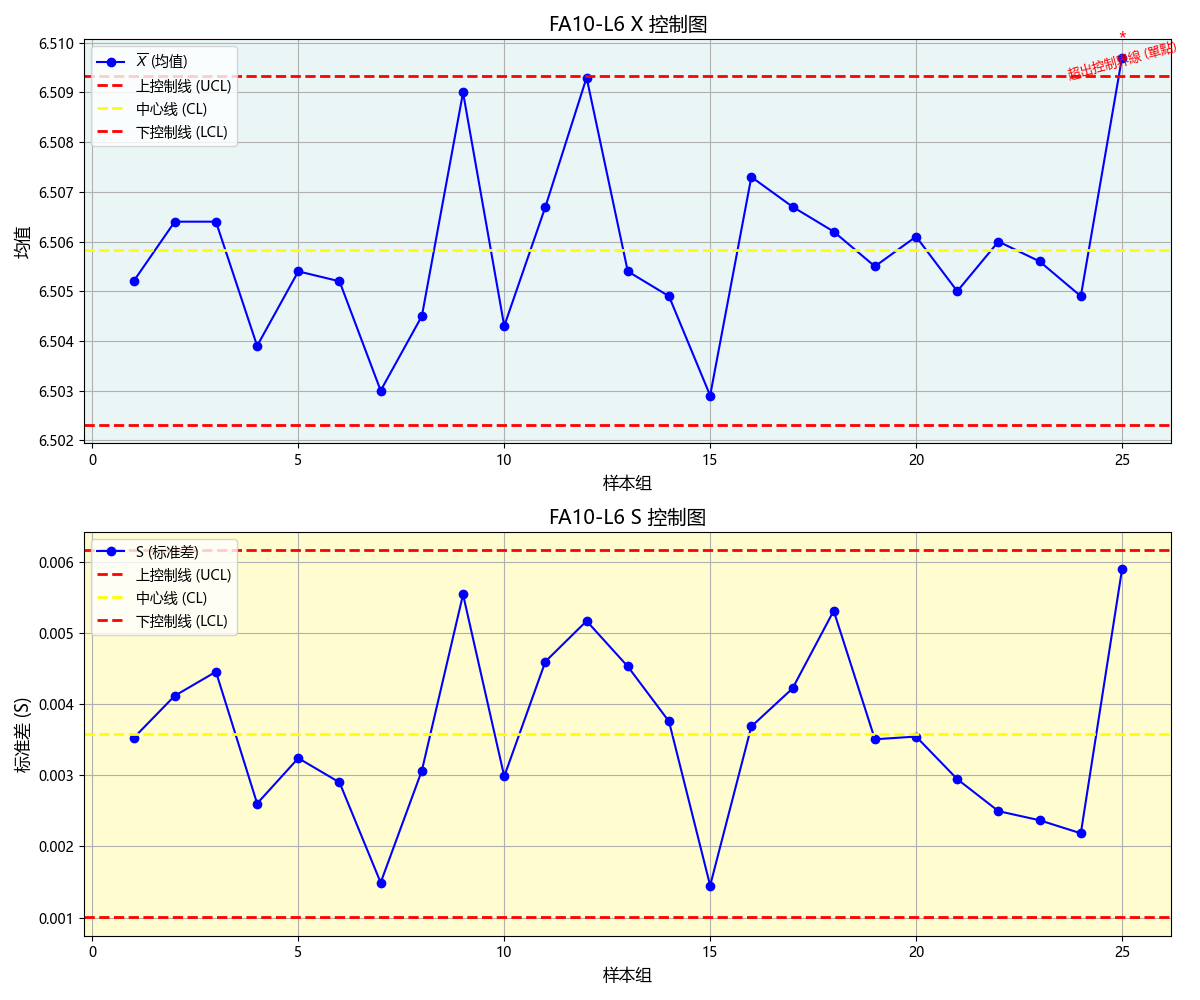 FA10-L6 X 控制图
6.510
6.509
6.508
6.507
6.506
6.505
6.504
6.503
6.502
均值
X̅ (均值)
上控制线 (UCL)
中心线 (CL)
下控制线 (LCL)
*
超出控制界線 (單點)
0
5
10
15
20
25
样本组
FA10-L6 S 控制图
0.006
0.005
0.004
0.003
0.002
0.001
标准差 (S)
S (标准差)
上控制线 (UCL)
中心线 (CL)
下控制线 (LCL)
0
5
10
15
20
25
样本组